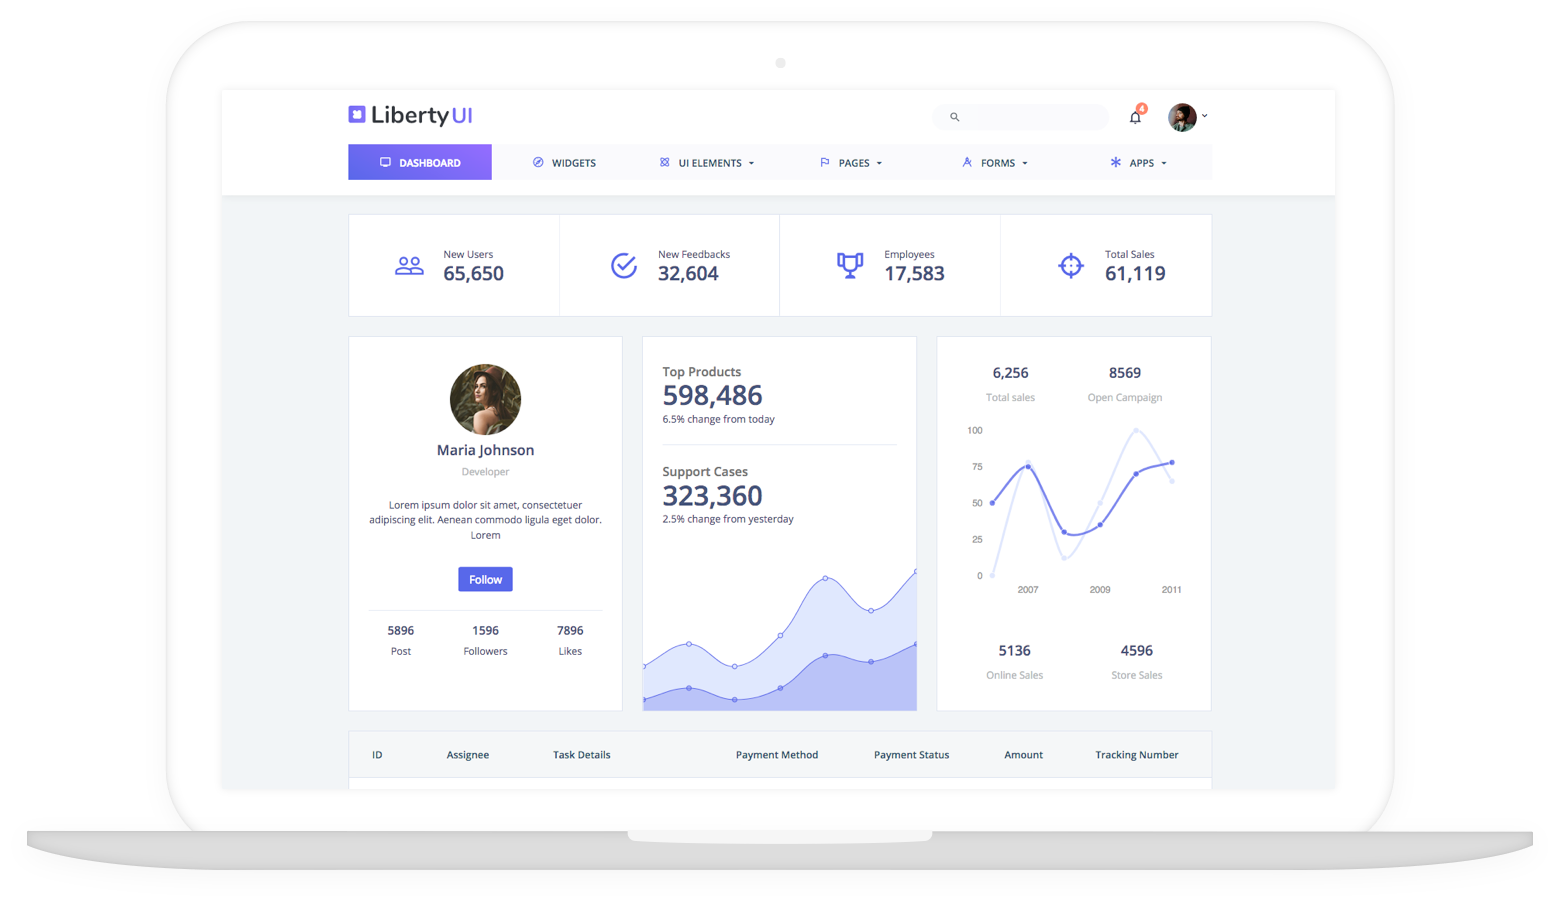 Liberty UI
4
DASHBOARD
WIDGETS
UI ELEMENTS
PAGES
FORMS
APPS
New Users
65,650
New Feedbacks
32,604
Employees
17,583
Total Sales
61,119
Maria Johnson
Developer
Lorem ipsum dolor sit amet, consectetuer
adipiscing elit. Aenean commodo ligula eget dolor.
Lorem
Follow
5896 1596 7896
Post Followers Likes
Top Products
598,486
6.5% change from today
Support Cases
323,360
2.5% change from yesterday
6,256 8569
Total sales Open Campaign
100
75
50
25
0
2007 2009 2011
5136 4596
Online Sales Store Sales
ID Assignee Task Details Payment Method Payment Status Amount Tracking Number